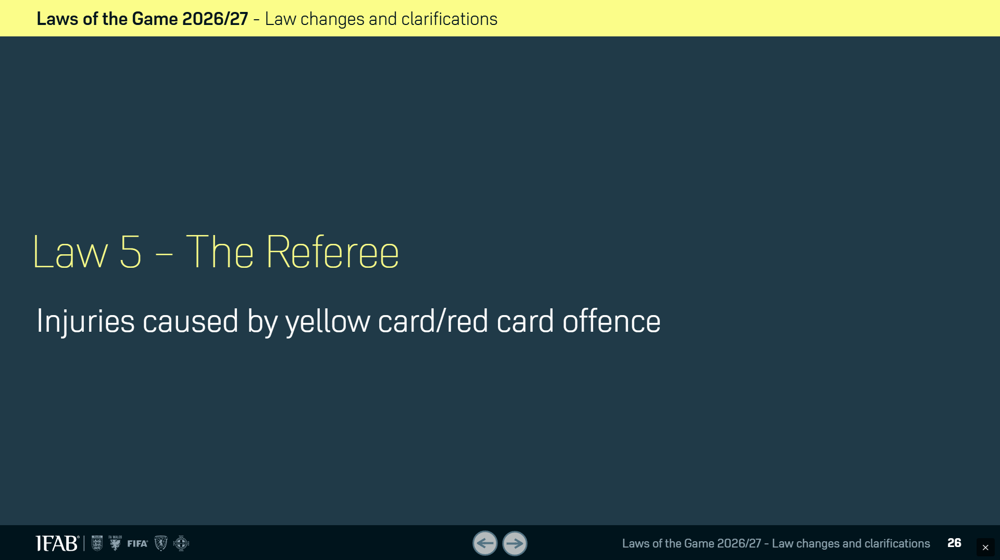 Laws of the Game 2026/27 - Law changes and clarifications
Law 5 – The Referee
Injuries caused by yellow card/red card offence
IFAB®
FA WALES
FIFA®
Laws of the Game 2026/27 - Law changes and clarifications 26